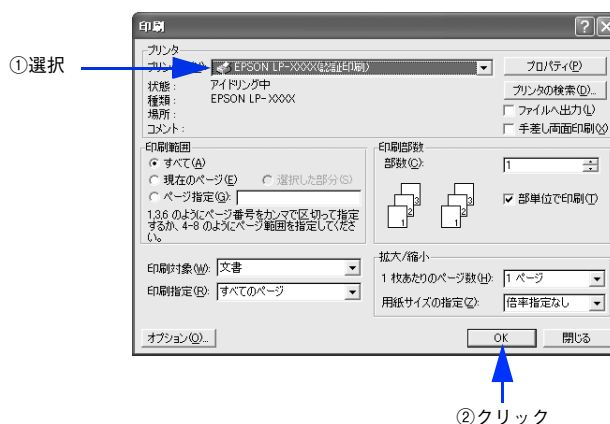 印刷
プリンタ
①選択
EPSON LP-XXXX(認証印刷)
プロパティ(P)
状態： アイドリング中
プリンタの検索(D)...
種類： EPSON LP-XXXX
場所：
ファイルへ出力(L)
コメント：
手差し両面印刷(X)
印刷範囲
すべて(A)
現在のページ(E) 選択した部分(S)
ページ指定(G):
1,3,6 のようにページ番号をカンマで区切って指定
するか、4-8 のようにページ範囲を指定してくださ
い。
印刷部数
部数(C): 1
部単位で印刷(T)
印刷対象(W): 文書
印刷指定(R): すべてのページ
拡大/縮小
1 枚あたりのページ数(H): 1 ページ
用紙サイズの指定(Z): 倍率指定なし
オプション(O)...
OK 閉じる
②クリック